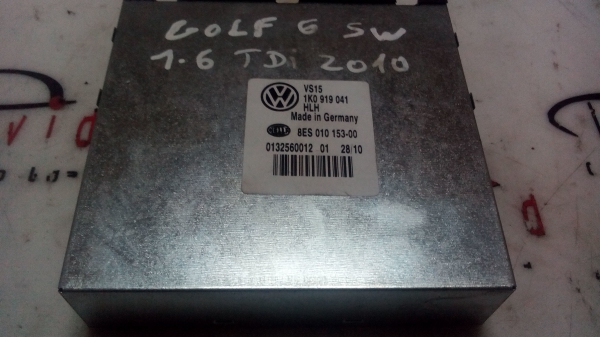 GOLF 6 SW
1.6 TDi 2010
VS15
1K0 919 041
HLH
Made in Germany
HELLA 8ES 010 153-00
0132560012 01 28/10